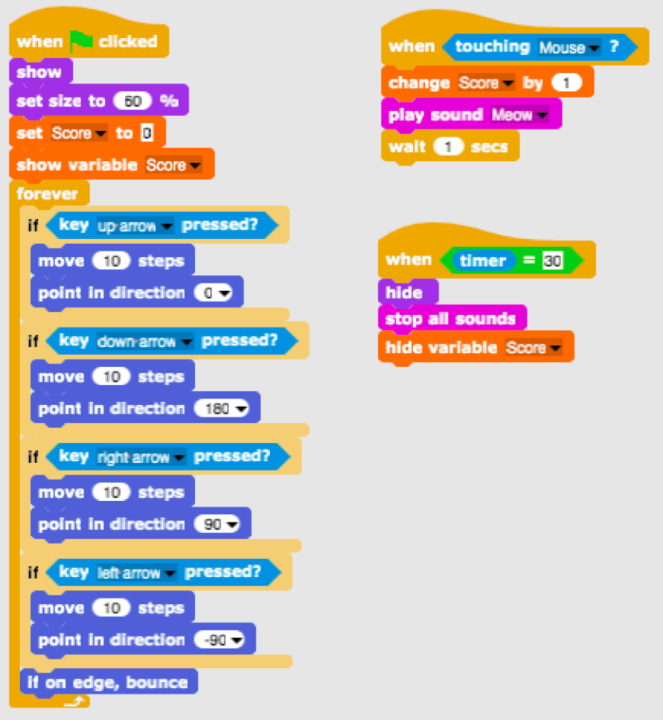 when clicked
show
set size to 60 %
set Score to 0
show variable Score
forever
if key up arrow pressed?
move 10 steps
point in direction 0
if key down arrow pressed?
move 10 steps
point in direction 180
if key right arrow pressed?
move 10 steps
point in direction 90
if key left arrow pressed?
move 10 steps
point in direction -90
if on edge, bounce
when touching Mouse ?
change Score by 1
play sound Meow
wait 1 secs
when timer = 30
hide
stop all sounds
hide variable Score